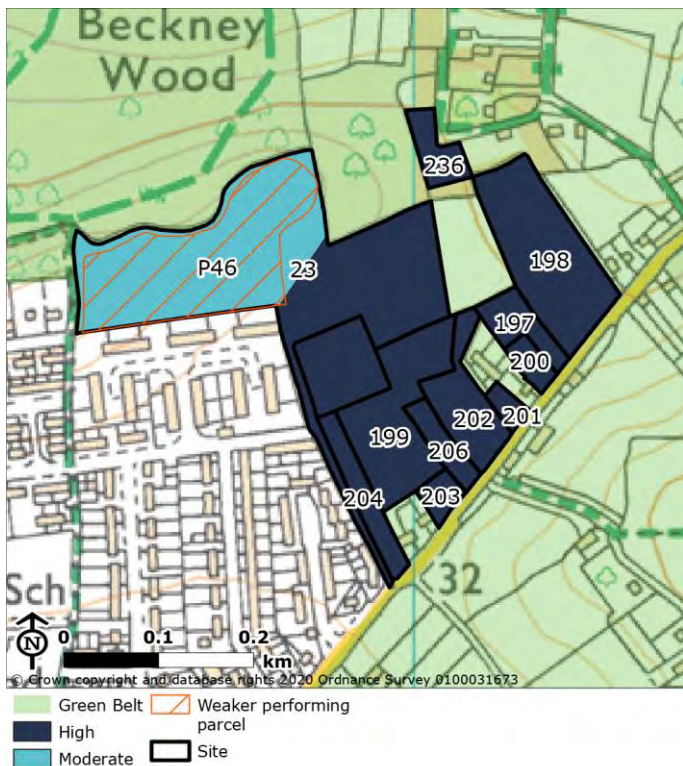 Beckney
Wood
236
P46
23
198
197
200
202
201
199
206
204
203
Sch
32
N
0 0.1 0.2
km
© Crown copyright and database rights 2020 Ordnance Survey 0100031673
Green Belt
High
Moderate
Weaker performing
parcel
Site